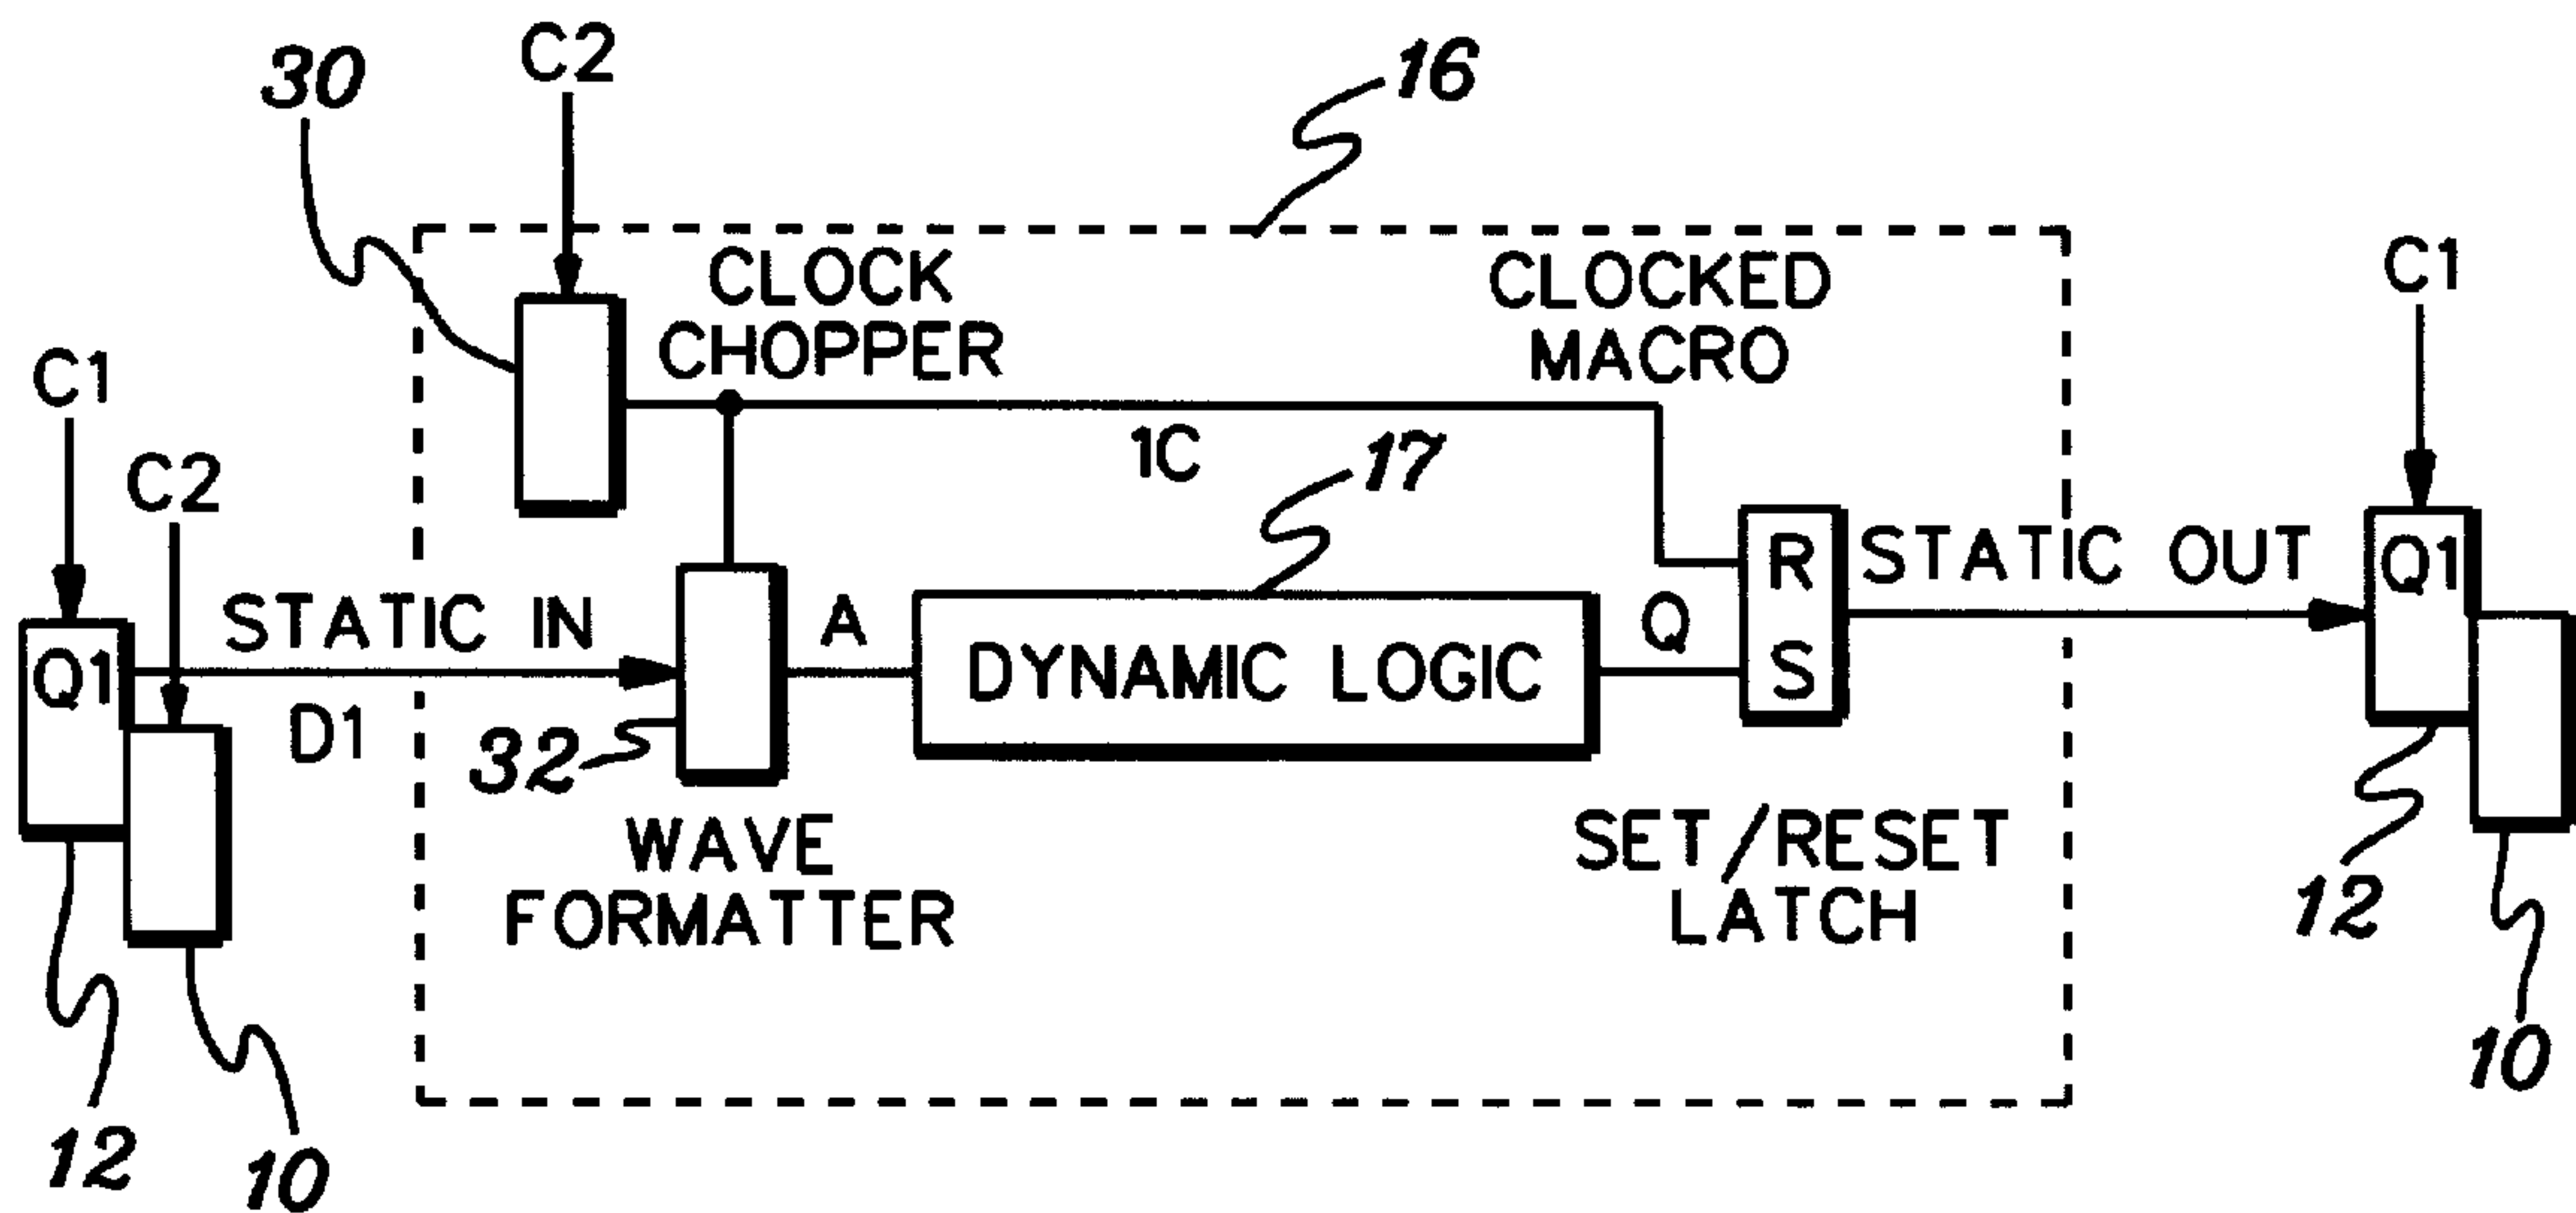 C2
30
16
CLOCK
CHOPPER
CLOCKED
MACRO
C1
C1
C2
1C
17
STATIC IN
D1
Q1
A
DYNAMIC LOGIC
Q
R
S
STATIC OUT
Q1
32
WAVE
FORMATTER
SET/RESET
LATCH
12
10
12
10